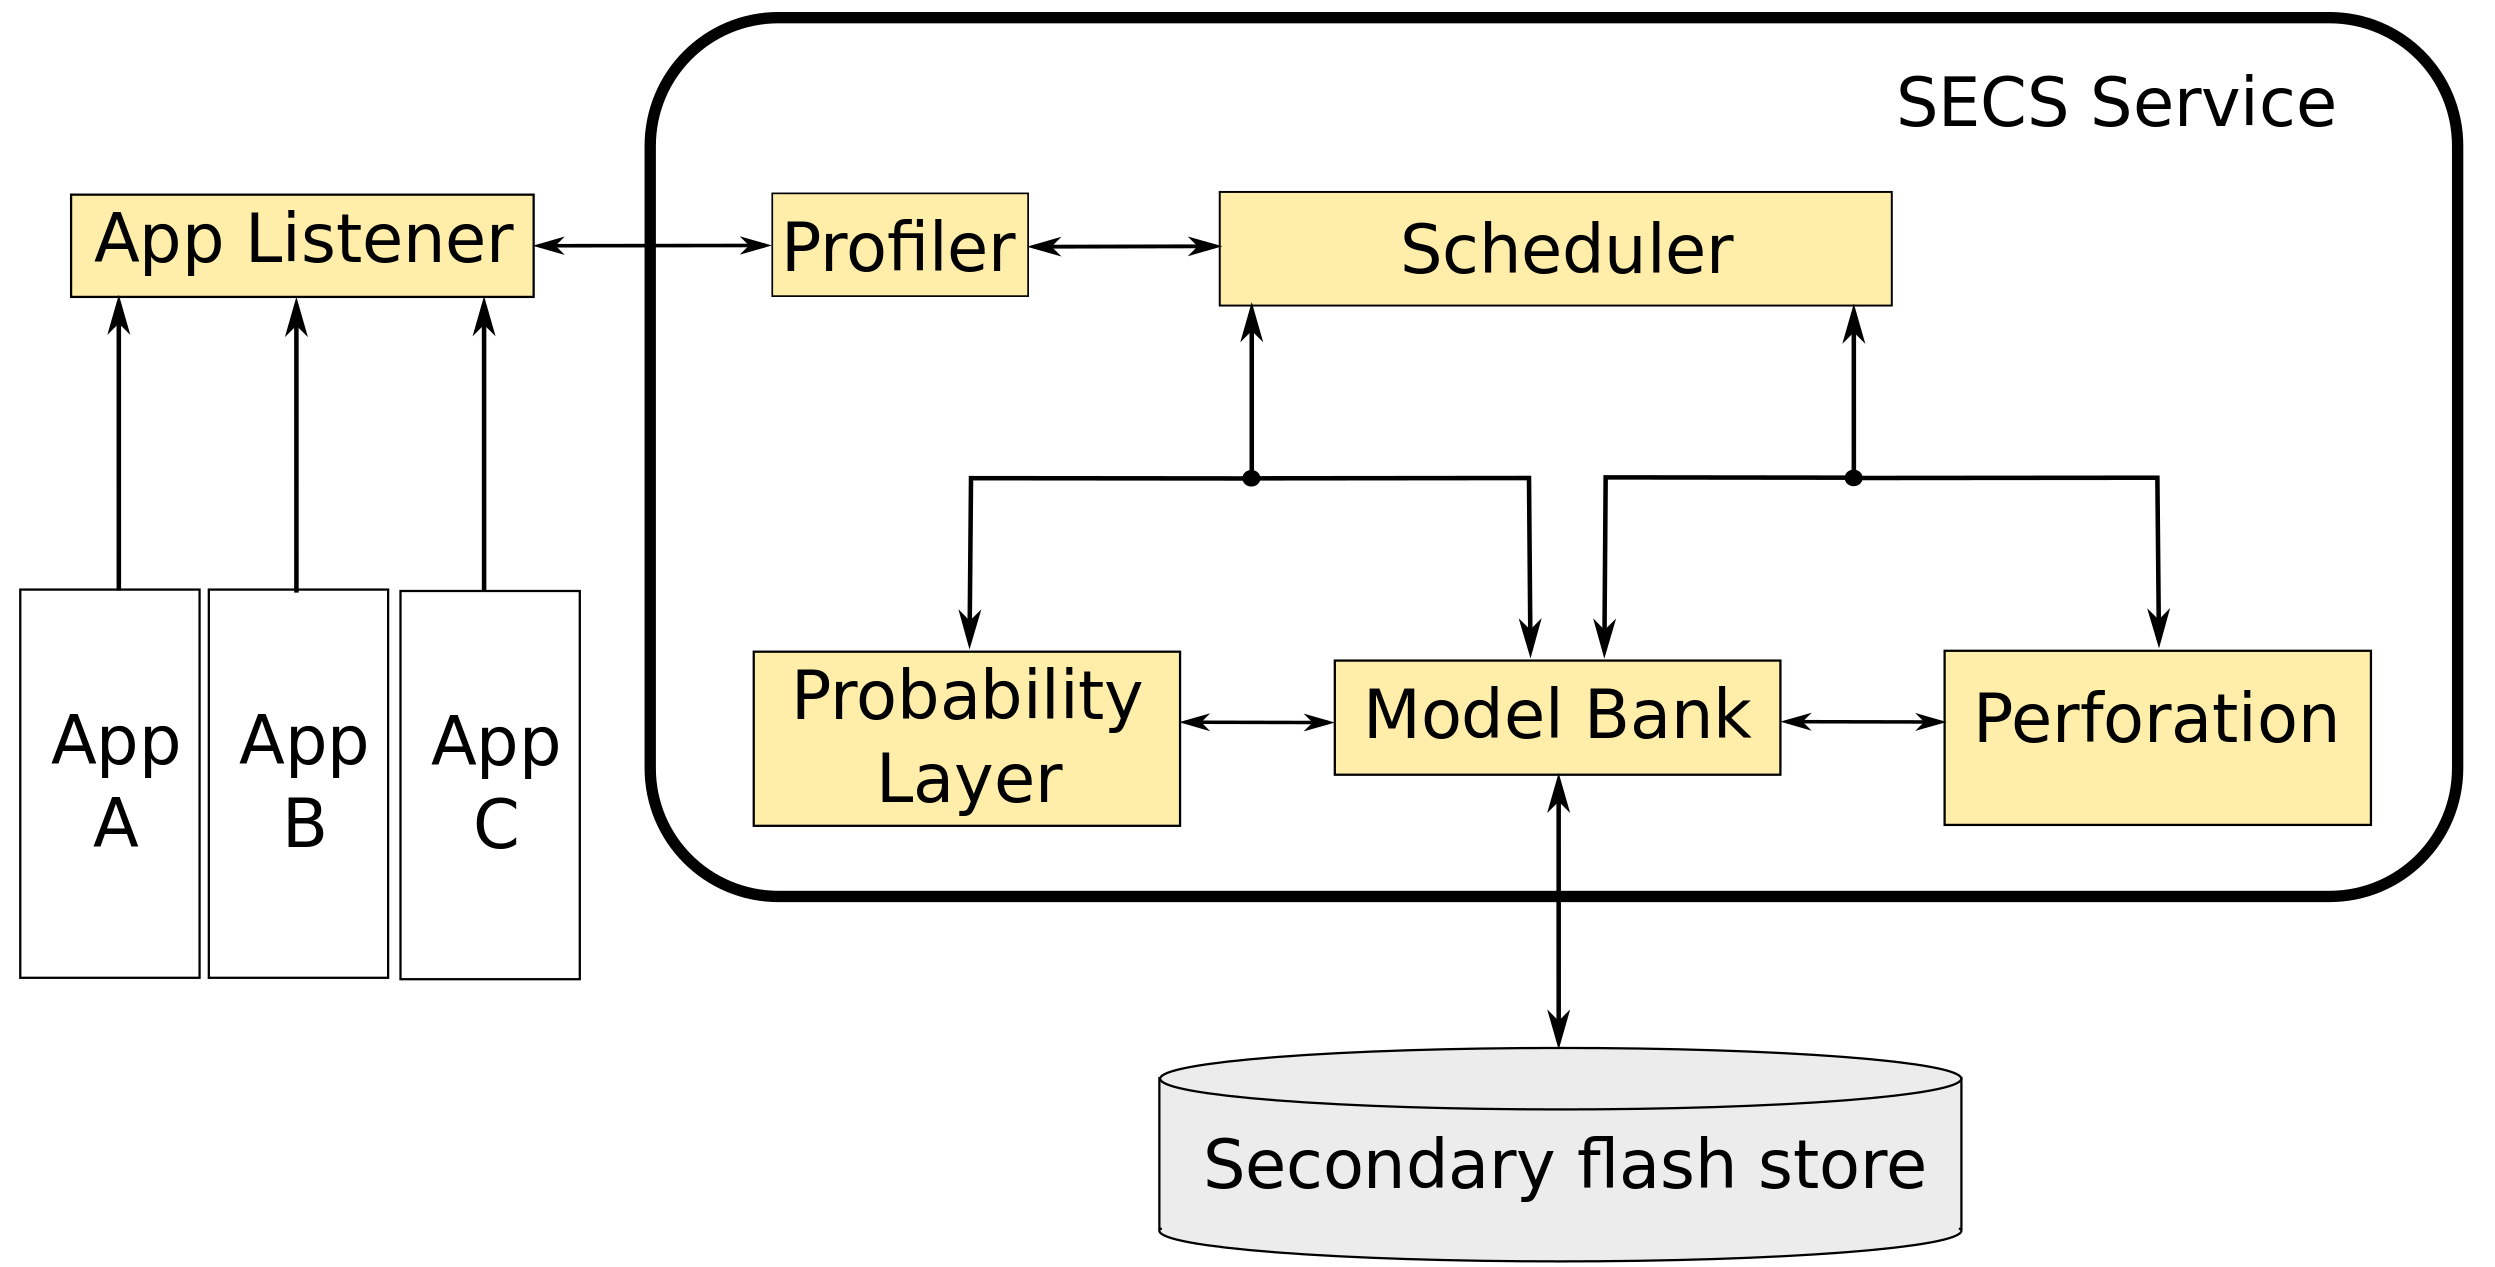 SECS Service
App Listener
Profiler
Scheduler
Probability
Layer
Model Bank
Perforation
App
A
App
B
App
C
Secondary flash store